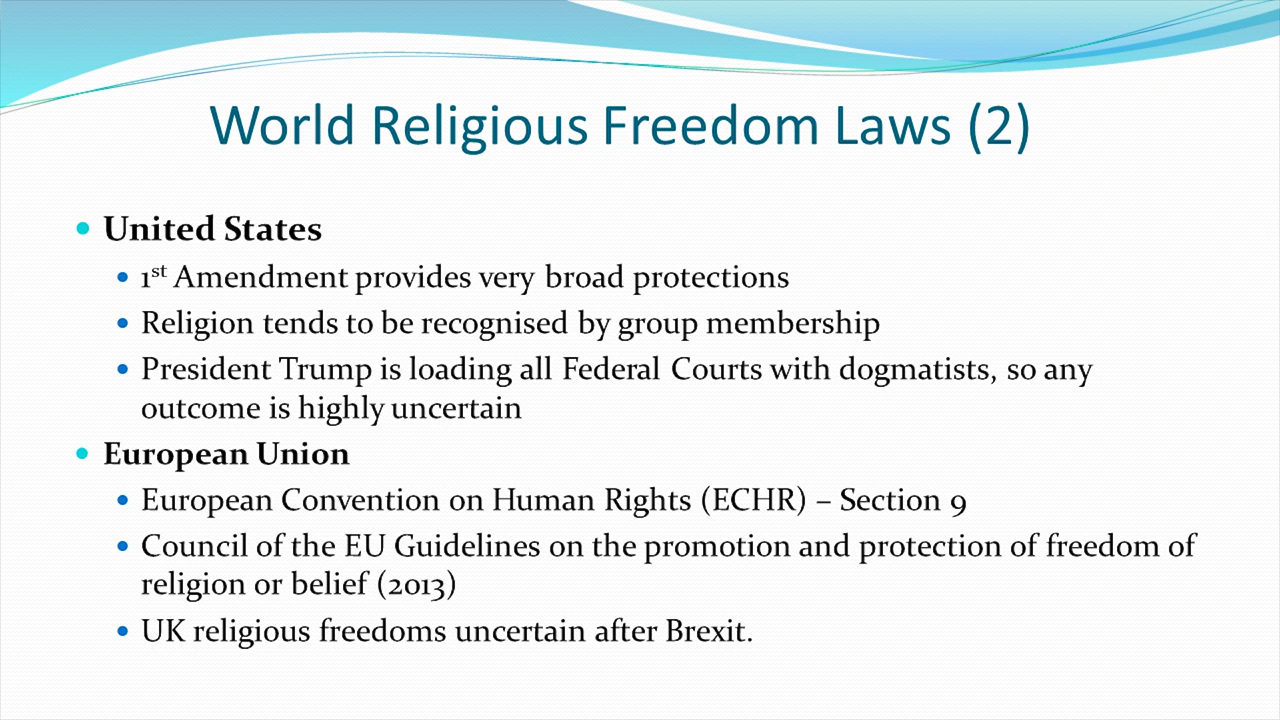 World Religious Freedom Laws (2)
• United States
• 1st Amendment provides very broad protections
• Religion tends to be recognised by group membership
• President Trump is loading all Federal Courts with dogmatists, so any
outcome is highly uncertain
• European Union
• European Convention on Human Rights (ECHR) – Section 9
• Council of the EU Guidelines on the promotion and protection of freedom of
religion or belief (2013)
• UK religious freedoms uncertain after Brexit.